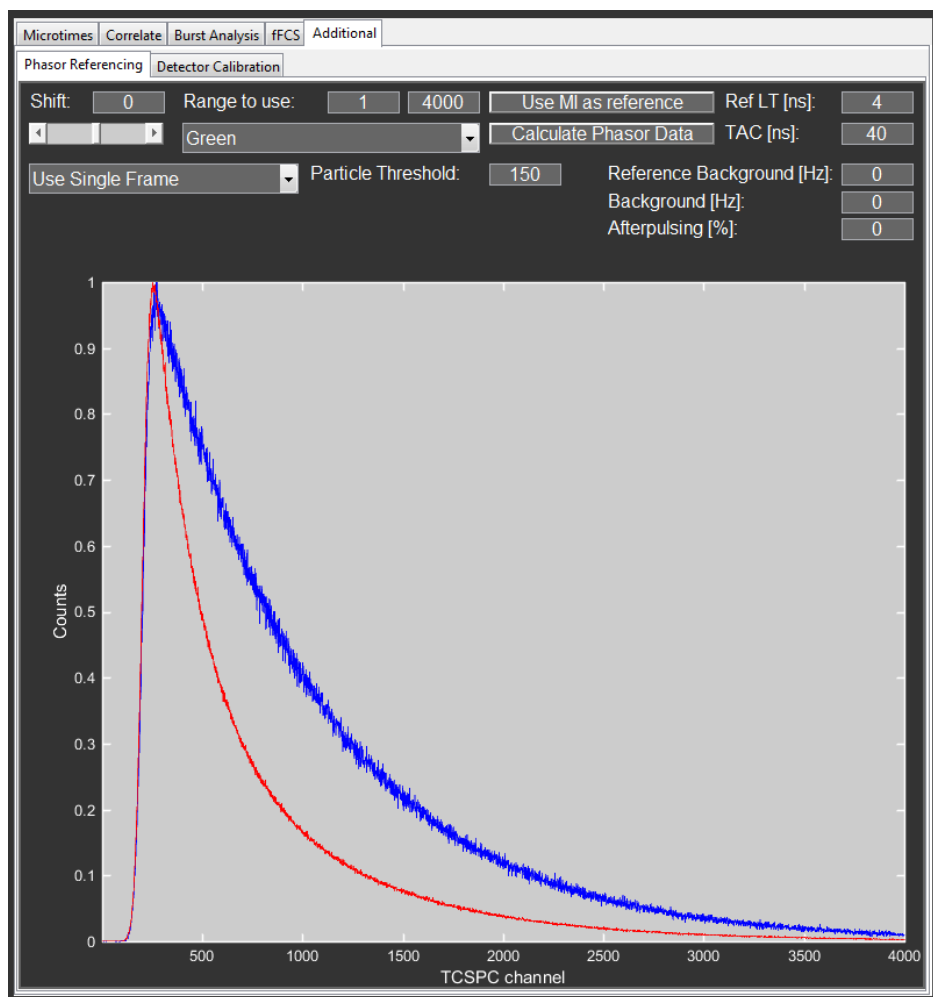 Microtimes Correlate Burst Analysis fFCS Additional
Phasor Referencing Detector Calibration
Shift: 0 Range to use: 1 4000 Use MI as reference Ref LT [ns]: 4
Green Calculate Phasor Data TAC [ns]: 40
Use Single Frame Particle Threshold: 150 Reference Background [Hz]: 0
Background [Hz]: 0
Afterpulsing [%]: 0
1
0.9
0.8
0.7
0.6
0.5
0.4
0.3
0.2
0.1
0
Counts
500 1000 1500 2000 2500 3000 3500 4000
TCSPC channel